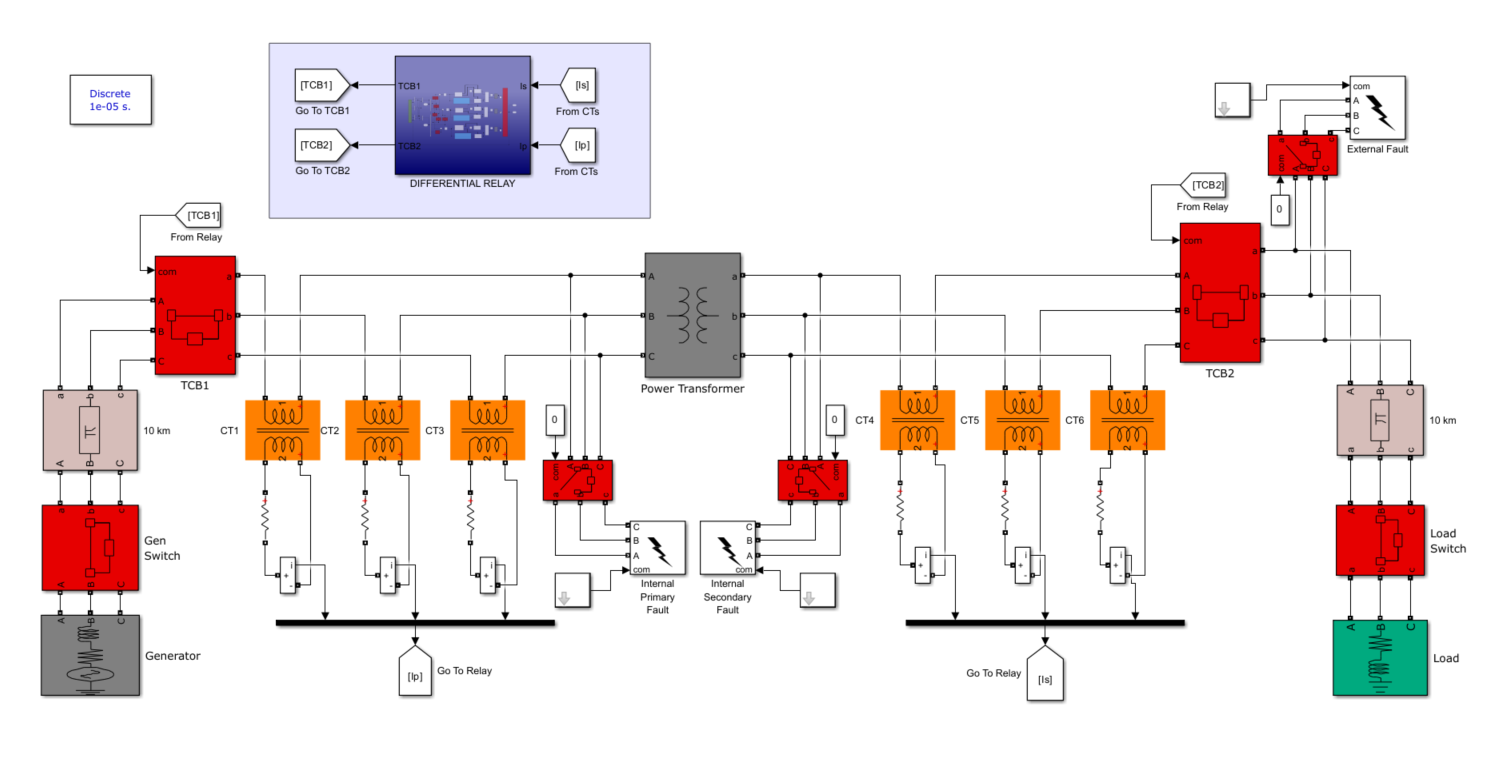 Discrete
1e-05 s.
[TCB1]
Go To TCB1
[TCB2]
Go To TCB2
TCB1
TCB2
Is
Ip
DIFFERENTIAL RELAY
[Is]
From CTs
[Ip]
From CTs
com
A
B
C
External Fault
a
b
c
com
A
B
C
0
[TCB1]
From Relay
com
A
B
C
a
b
c
TCB1
[TCB2]
From Relay
com
A
B
C
a
b
c
TCB2
A
B
C
a
b
c
Power Transformer
a
b
c
A
B
C
10 km
A
B
C
a
b
c
10 km
CT1
1
2
CT2
1
2
CT3
1
2
CT4
1
2
CT5
1
2
CT6
1
2
0
com
A
B
C
a
b
c
0
C
B
A
com
c
b
a
a
b
c
A
B
C
Gen
Switch
A
B
C
a
b
c
Load
Switch
C
B
A
com
Internal
Primary
Fault
C
B
A
com
Internal
Secondary
Fault
i
+
-
i
+
-
i
+
-
i
+
-
i
+
-
i
+
-
A
B
C
Generator
[Ip]
Go To Relay
Go To Relay
[Is]
A
B
C
Load